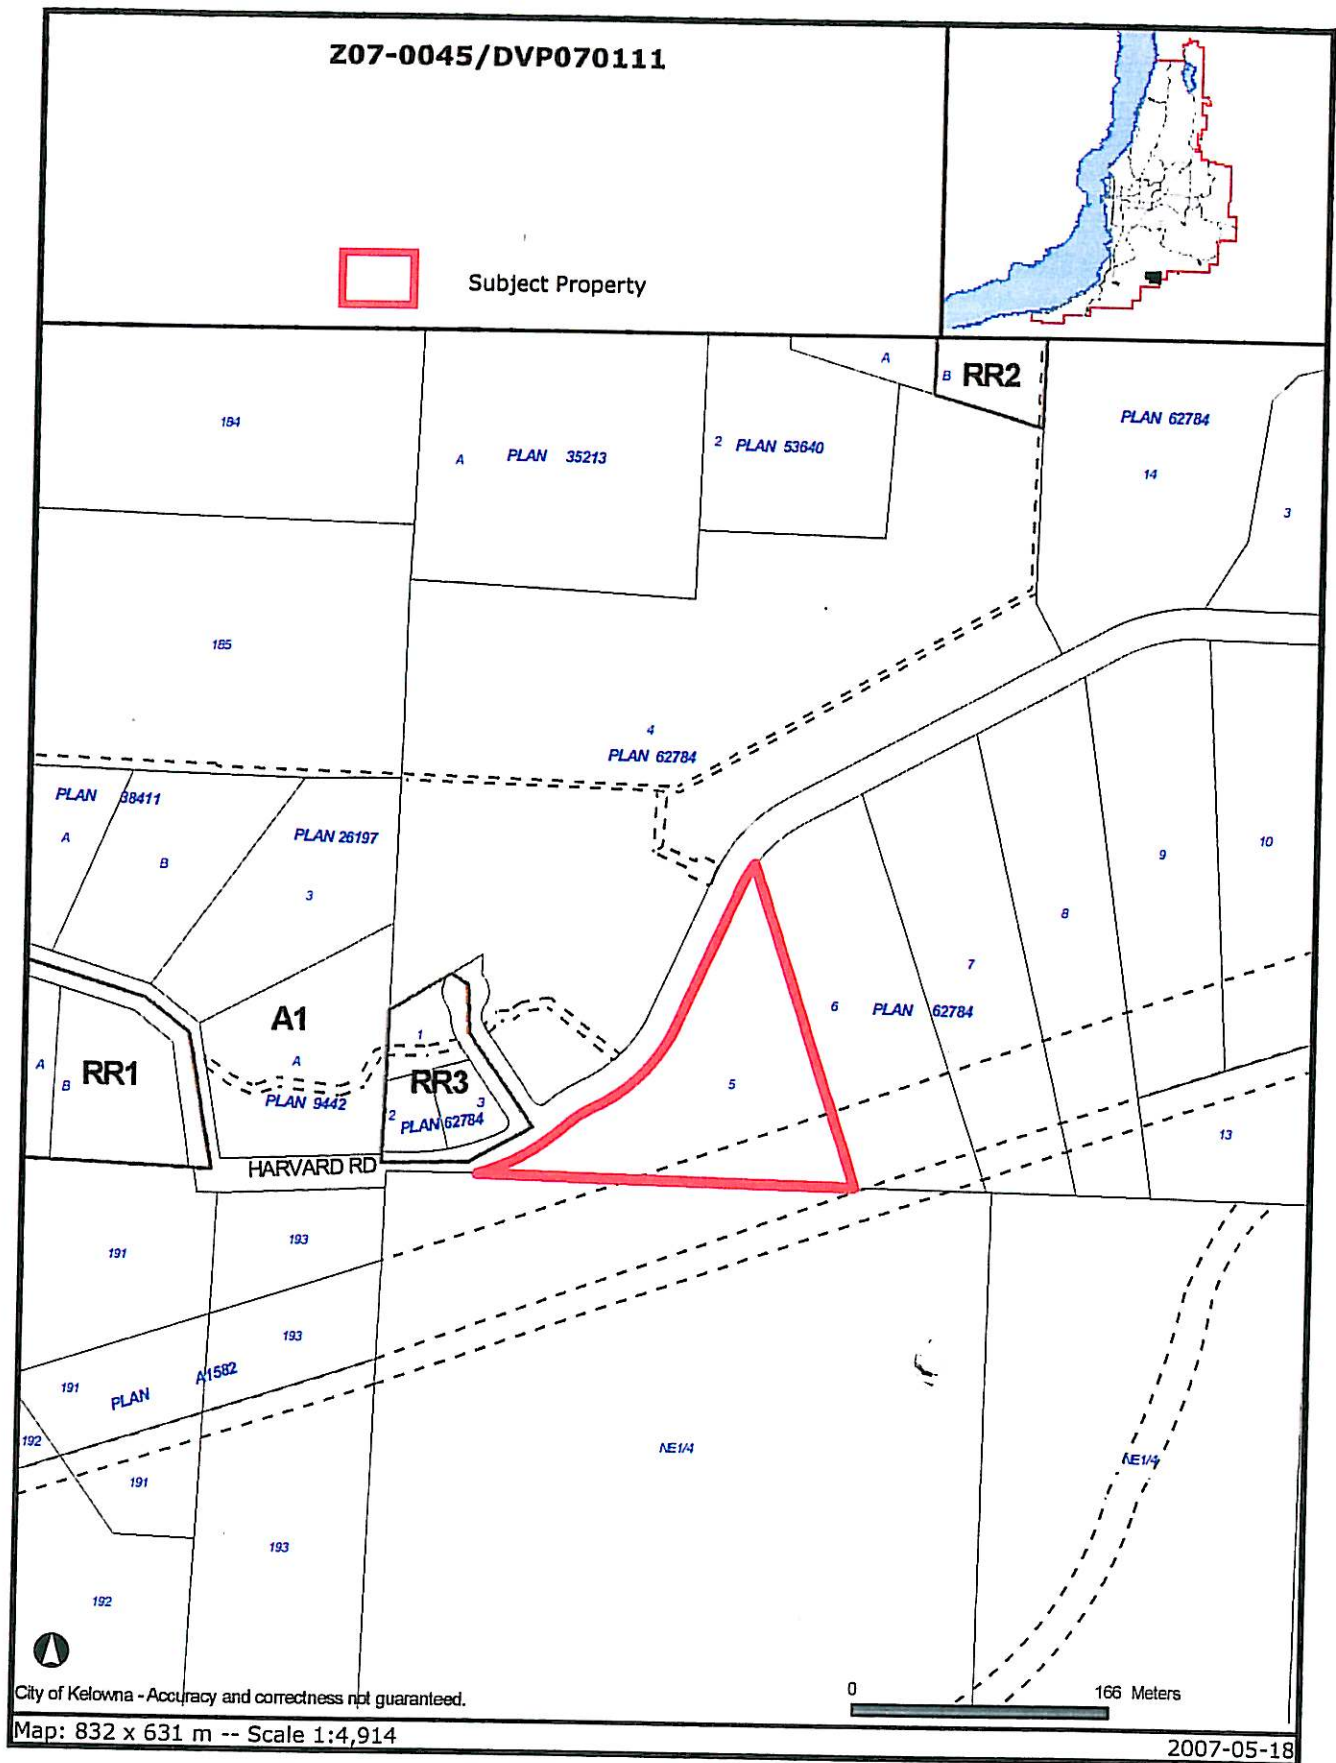 Z07-0045/DVP070111
Subject Property
184
A PLAN 35213
2 PLAN 53640
A
B RR2
PLAN 62784
14
3
185
4
PLAN 62784
PLAN 38411
A
B
PLAN 26197
3
10
9
8
7
6 PLAN 62784
5
A1
A
PLAN 9442
A
B RR1
1
RR3
2
3
PLAN 62784
13
HARVARD RD
191
193
193
191
PLAN A1582
192
191
NE1/4
NE1/4
193
192
0 166 Meters
City of Kelowna - Accuracy and correctness not guaranteed.
Map: 832 x 631 m -- Scale 1:4,914
2007-05-18